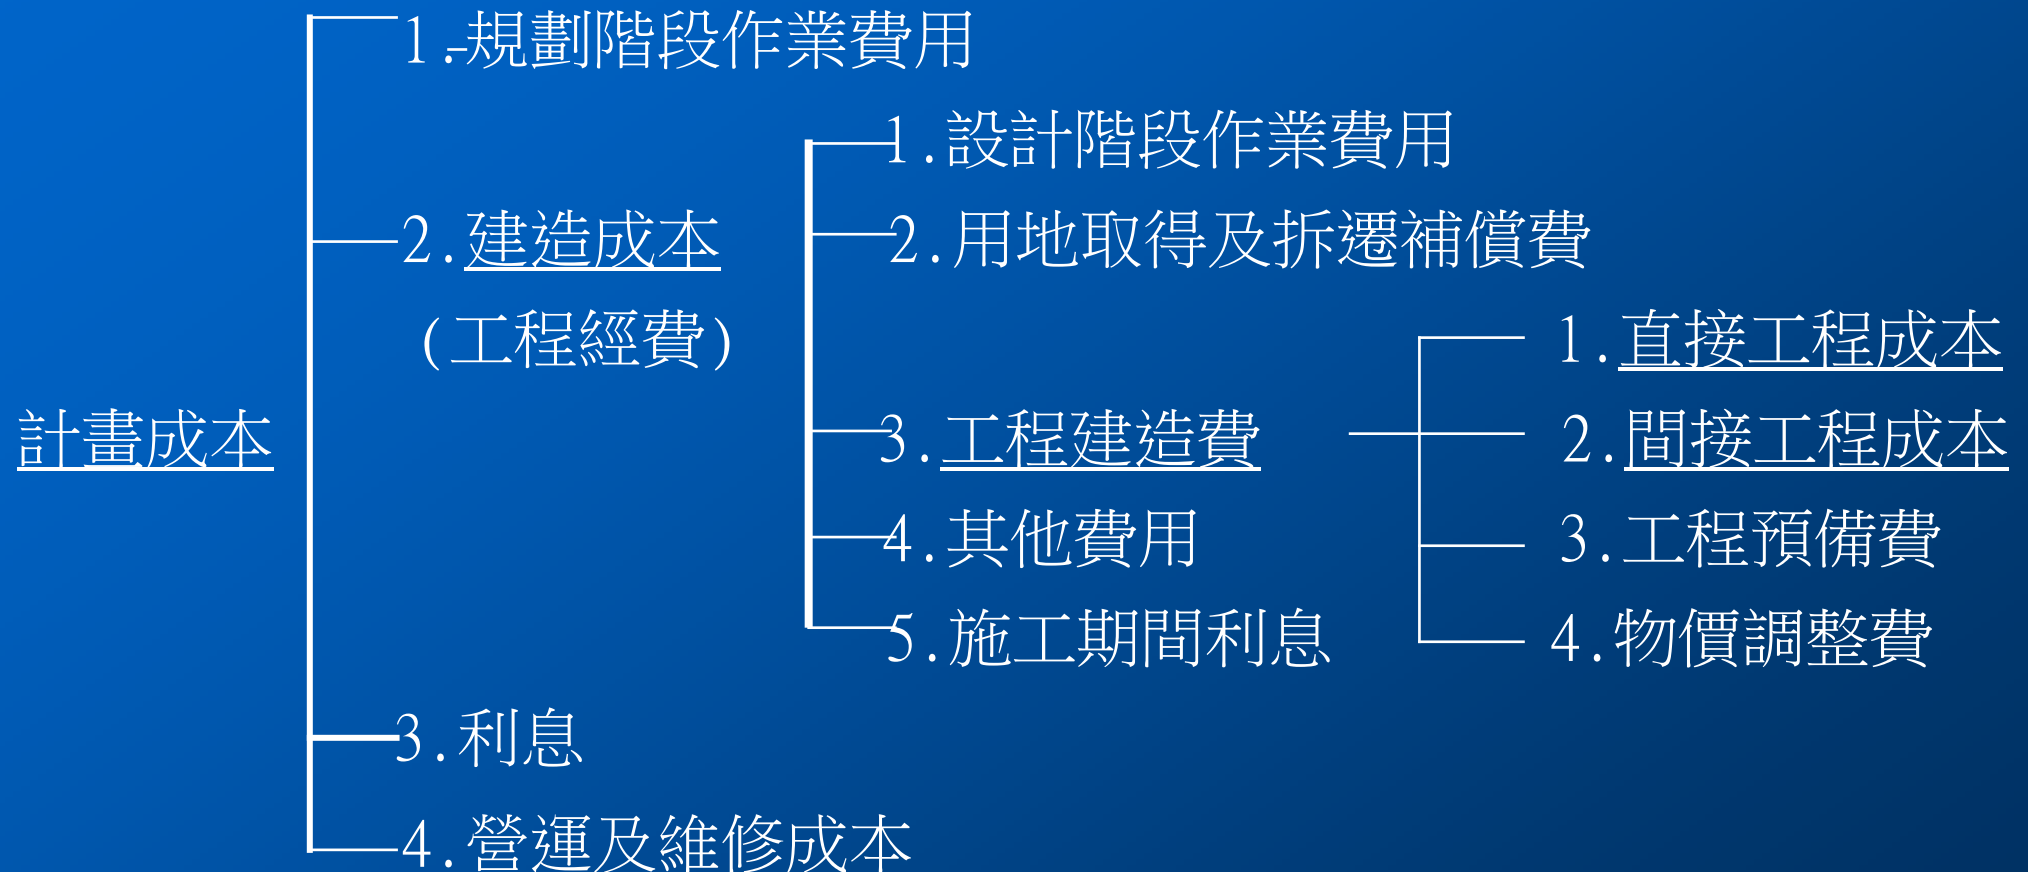 1.規劃階段作業費用
1.設計階段作業費用
2.建造成本
2.用地取得及拆遷補償費
(工程經費)
1.直接工程成本
計畫成本
3.工程建造費
2.間接工程成本
4.其他費用
3.工程預備費
5.施工期間利息
4.物價調整費
3.利息
4.營運及維修成本